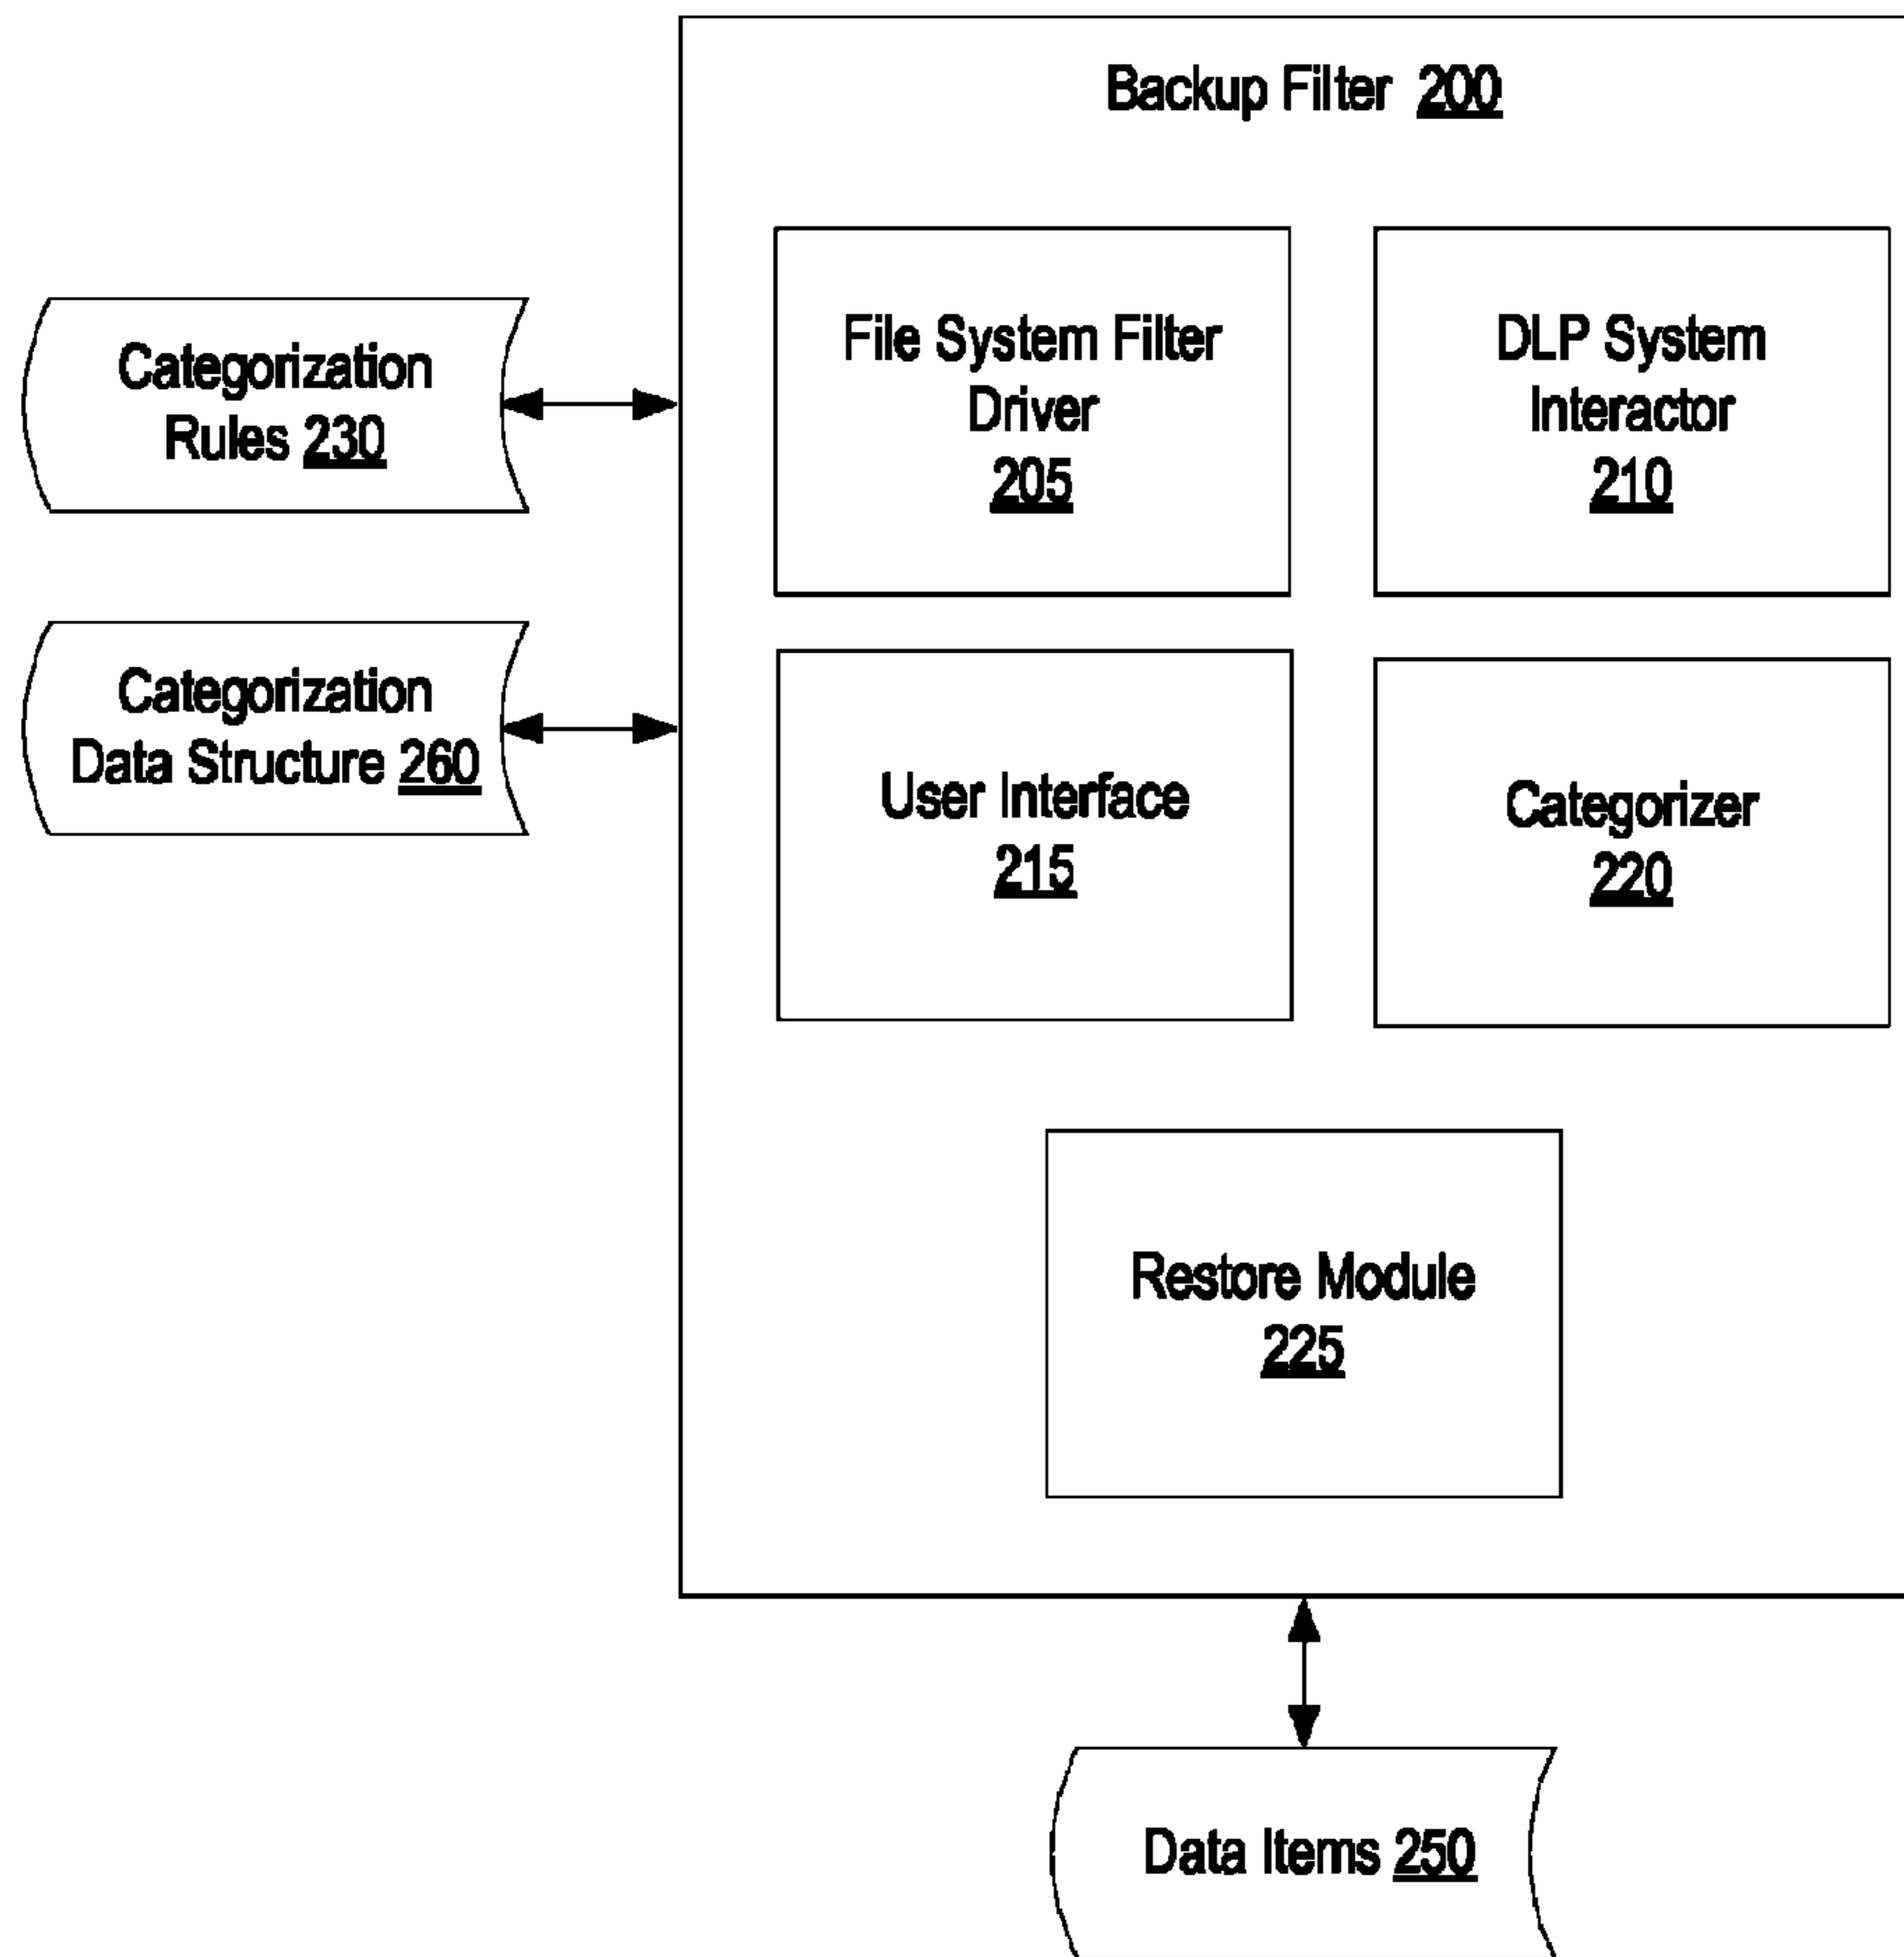 Backup Filter 200
File System Filter
Driver
205
DLP System
Interactor
210
Categorization
Rules 230
Categorization
Data Structure 260
User Interface
215
Categorizer
220
Restore Module
225
Data Items 250